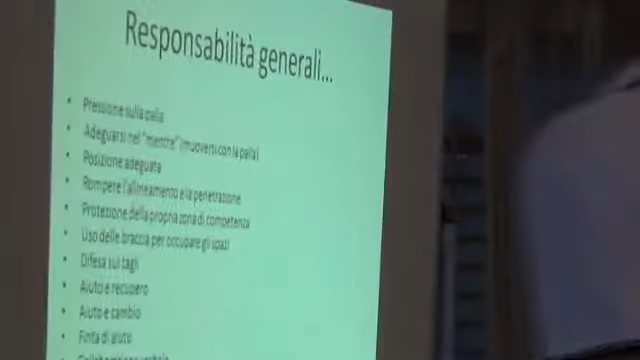 Responsabilità generali...
• Pressione sulla palla
• Adeguarsi nel "mentre" (muoversi con la palla)
• Posizione adeguata
• Rompere l'allineamento e la penetrazione
• Protezione della propria zona di competenza
• Uso delle braccia per occupare gli spazi
• Difesa sui tagli
• Aiuto e recupero
• Aiuto e cambio
• Finta di aiuto